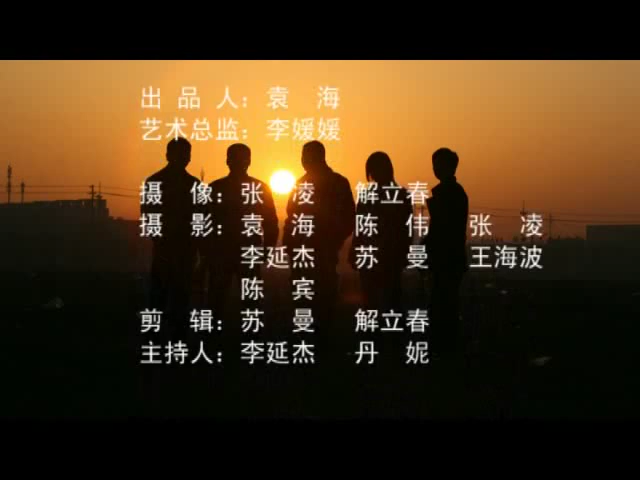 出品人：袁 海
艺术总监：李媛媛
摄 像：张 凌 解立春
摄 影：袁 海 陈 伟 张 凌
李延杰 苏 曼 王海波
陈 宾
剪 辑：苏 曼 解立春
主持人：李延杰 丹 妮